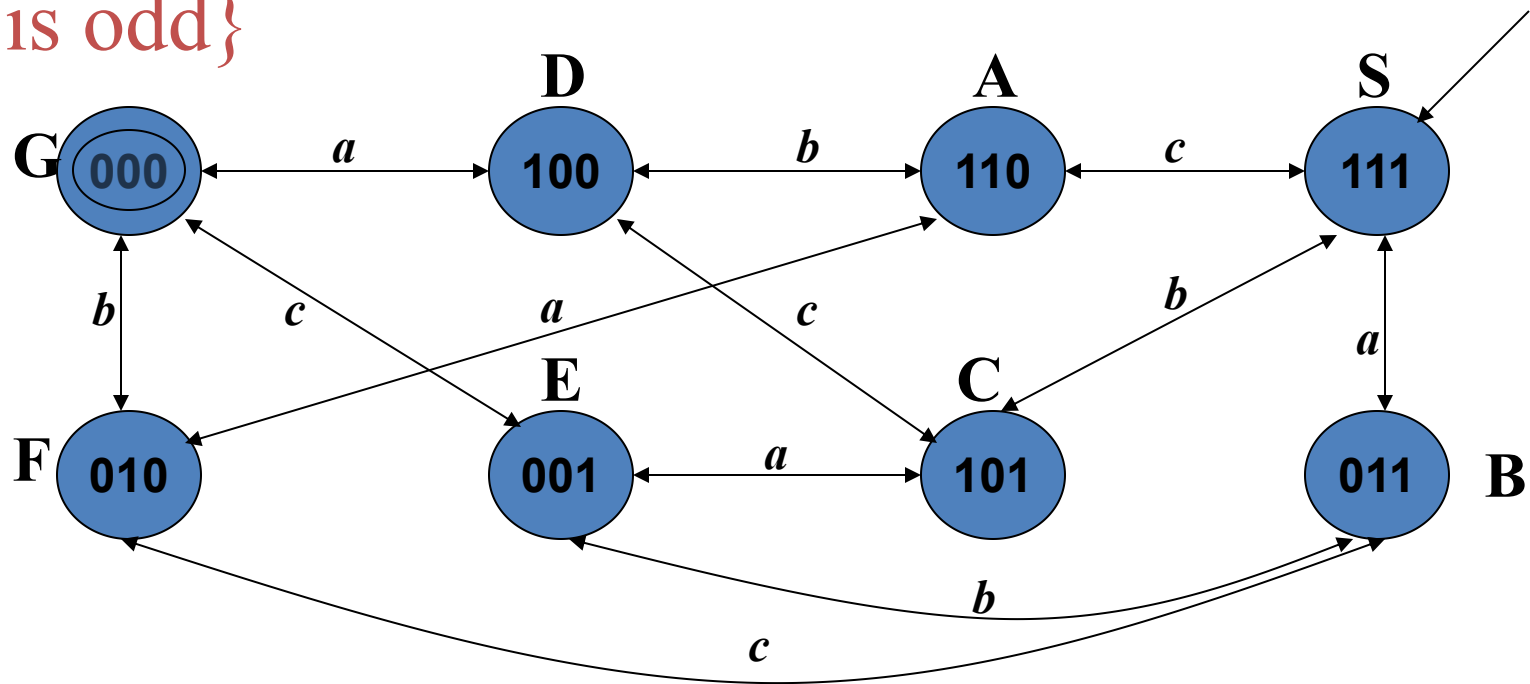 is odd}
D A S
G 000 a 100 b 110 c 111
b c a c b a
E C
F 010 001 a 101 011 B
b
c